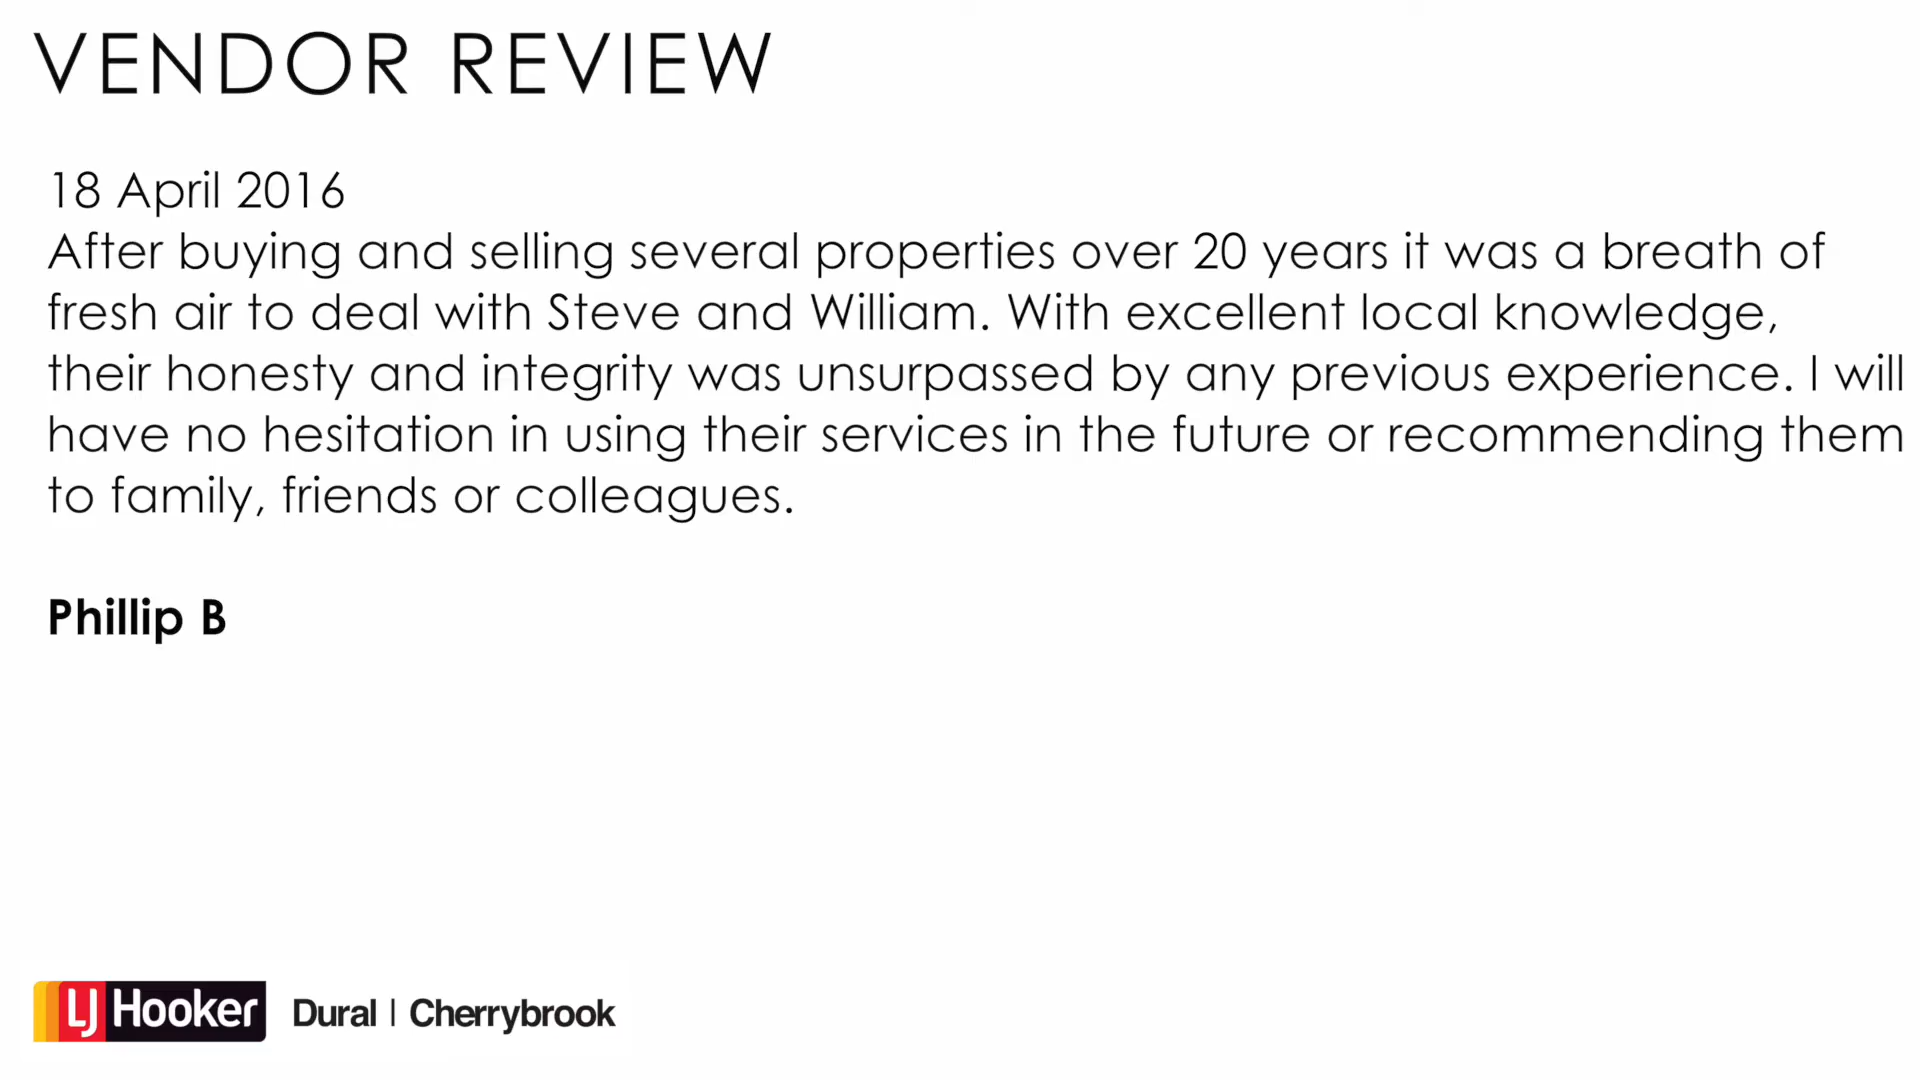 VENDOR REVIEW
18 April 2016
After buying and selling several properties over 20 years it was a breath of
fresh air to deal with Steve and William. With excellent local knowledge,
their honesty and integrity was unsurpassed by any previous experience. I will
have no hesitation in using their services in the future or recommending them
to family, friends or colleagues.
Phillip B
LJ Hooker Dural | Cherrybrook